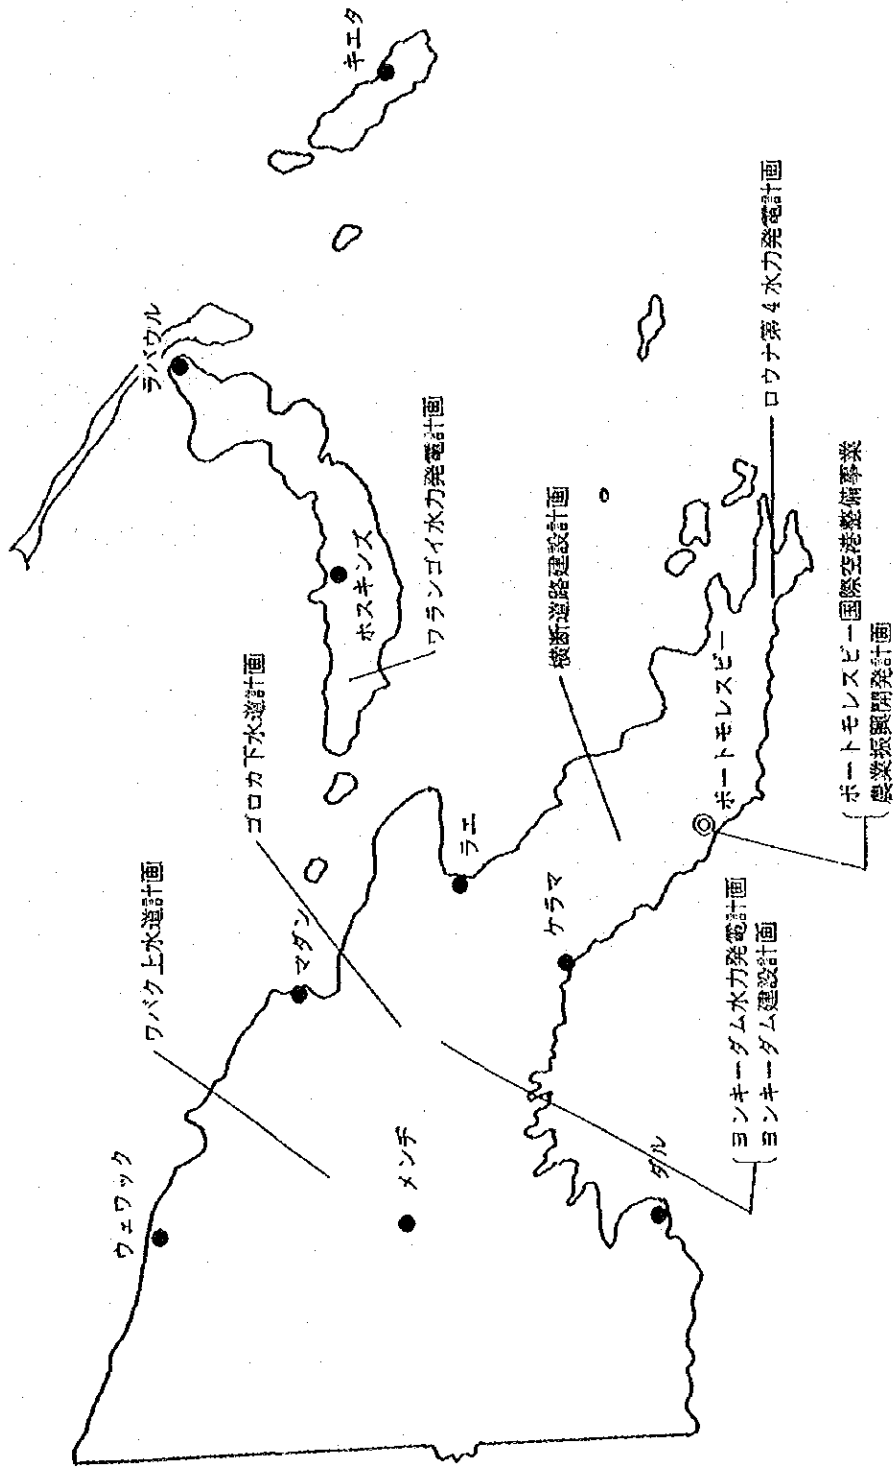 キエタ
ラバウル
ロウナ第4水力発電計画
ホスキンズ
ワランゴイ水力発電計画
横断道路建設計画
ポートモレスビー国際空港整備事業
農業振興開発計画
ゴロカ下水道計画
ポートモレスビー
ラエ
ワバク上水道計画
マダン
ケラマ
ヨンキーダム水力発電計画
ヨンキーダム建設計画
ウェワック
メンデ
ダル